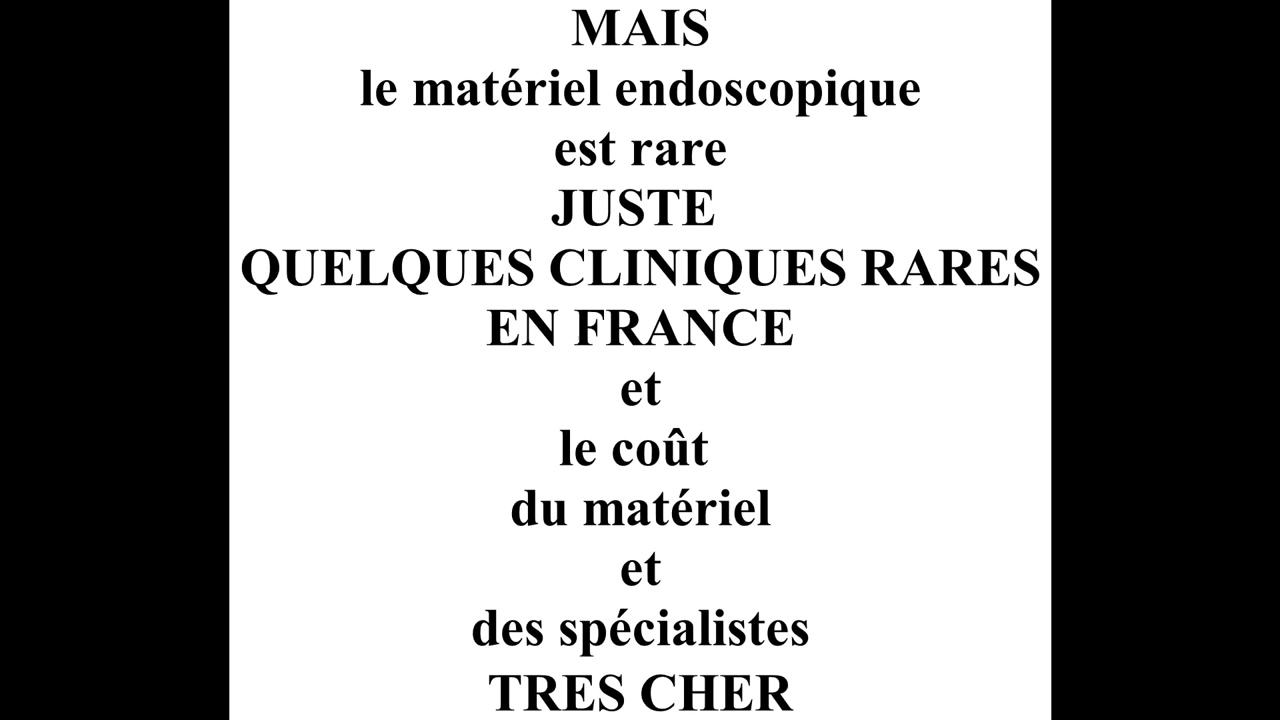 MAIS
le matériel endoscopique
est rare
JUSTE
QUELQUES CLINIQUES RARES
EN FRANCE
et
le coût
du matériel
et
des spécialistes
TRES CHER